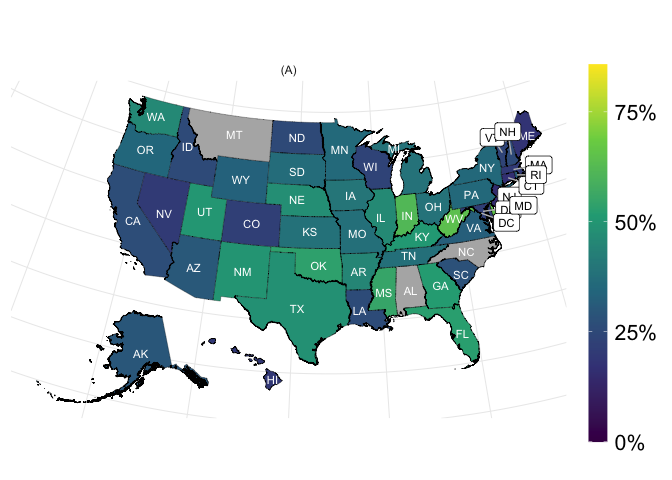 (A)
WA
MT
ND
MN
MI
VT
NH
ME
OR
ID
SD
WI
NY
MA
RI
CT
WY
NE
IA
PA
NJ
NV
UT
CO
KS
MO
IL
IN
OH
WV
VA
MD
DC
CA
KY
AZ
NM
OK
AR
TN
NC
SC
TX
LA
MS
AL
GA
FL
AK
HI
75%
50%
25%
0%